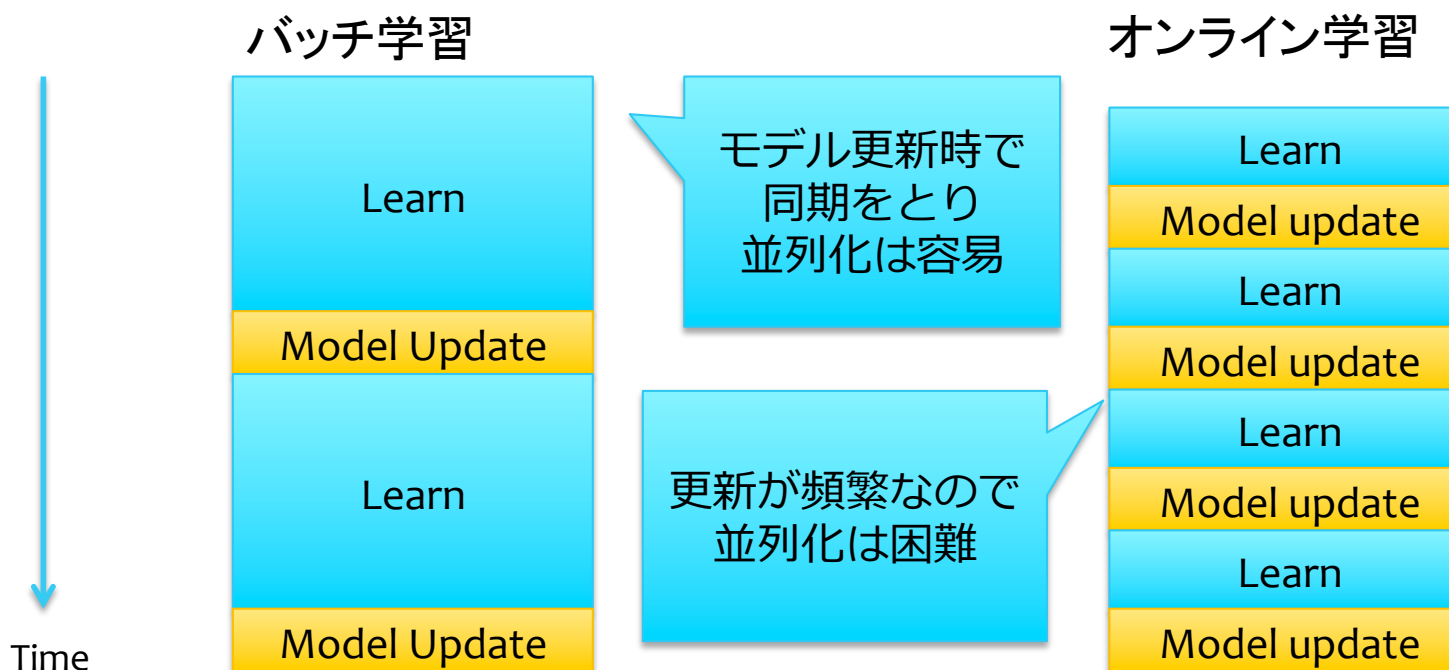 バッチ学習
Learn
Model Update
Learn
Model Update
モデル更新時で
同期をとり
並列化は容易
更新が頻繁なので
並列化は困難
オンライン学習
Learn
Model update
Learn
Model update
Learn
Model update
Learn
Model update
Time